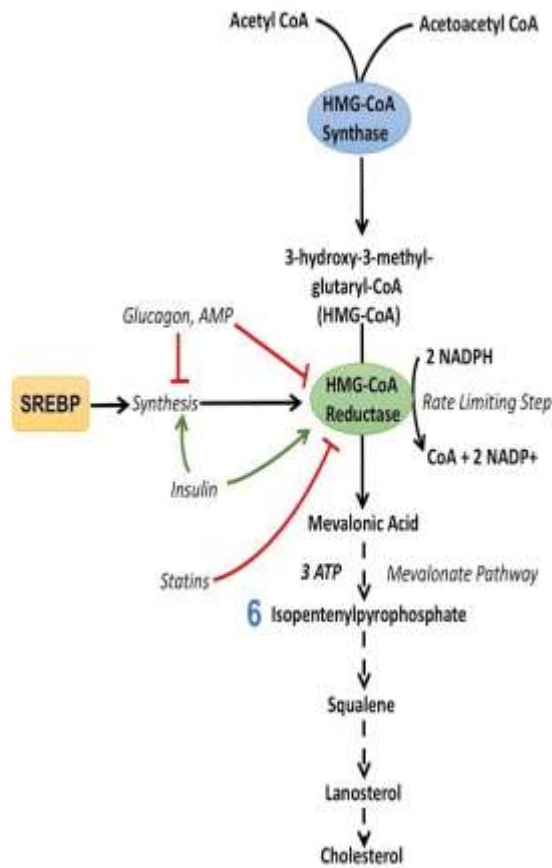 Acetyl CoA
Acetoacetyl CoA
HMG-CoA
Synthase
3-hydroxy-3-methyl-
glutaryl-CoA
(HMG-CoA)
Glucagon, AMP
2 NADPH
SREBP
Synthesis
HMG-CoA
Reductase
Rate Limiting Step
CoA + 2 NADP+
Insulin
Mevalonic Acid
Statins
3 ATP
Mevalonate Pathway
6 Isopentenylpyrophosphate
Squalene
Lanosterol
Cholesterol